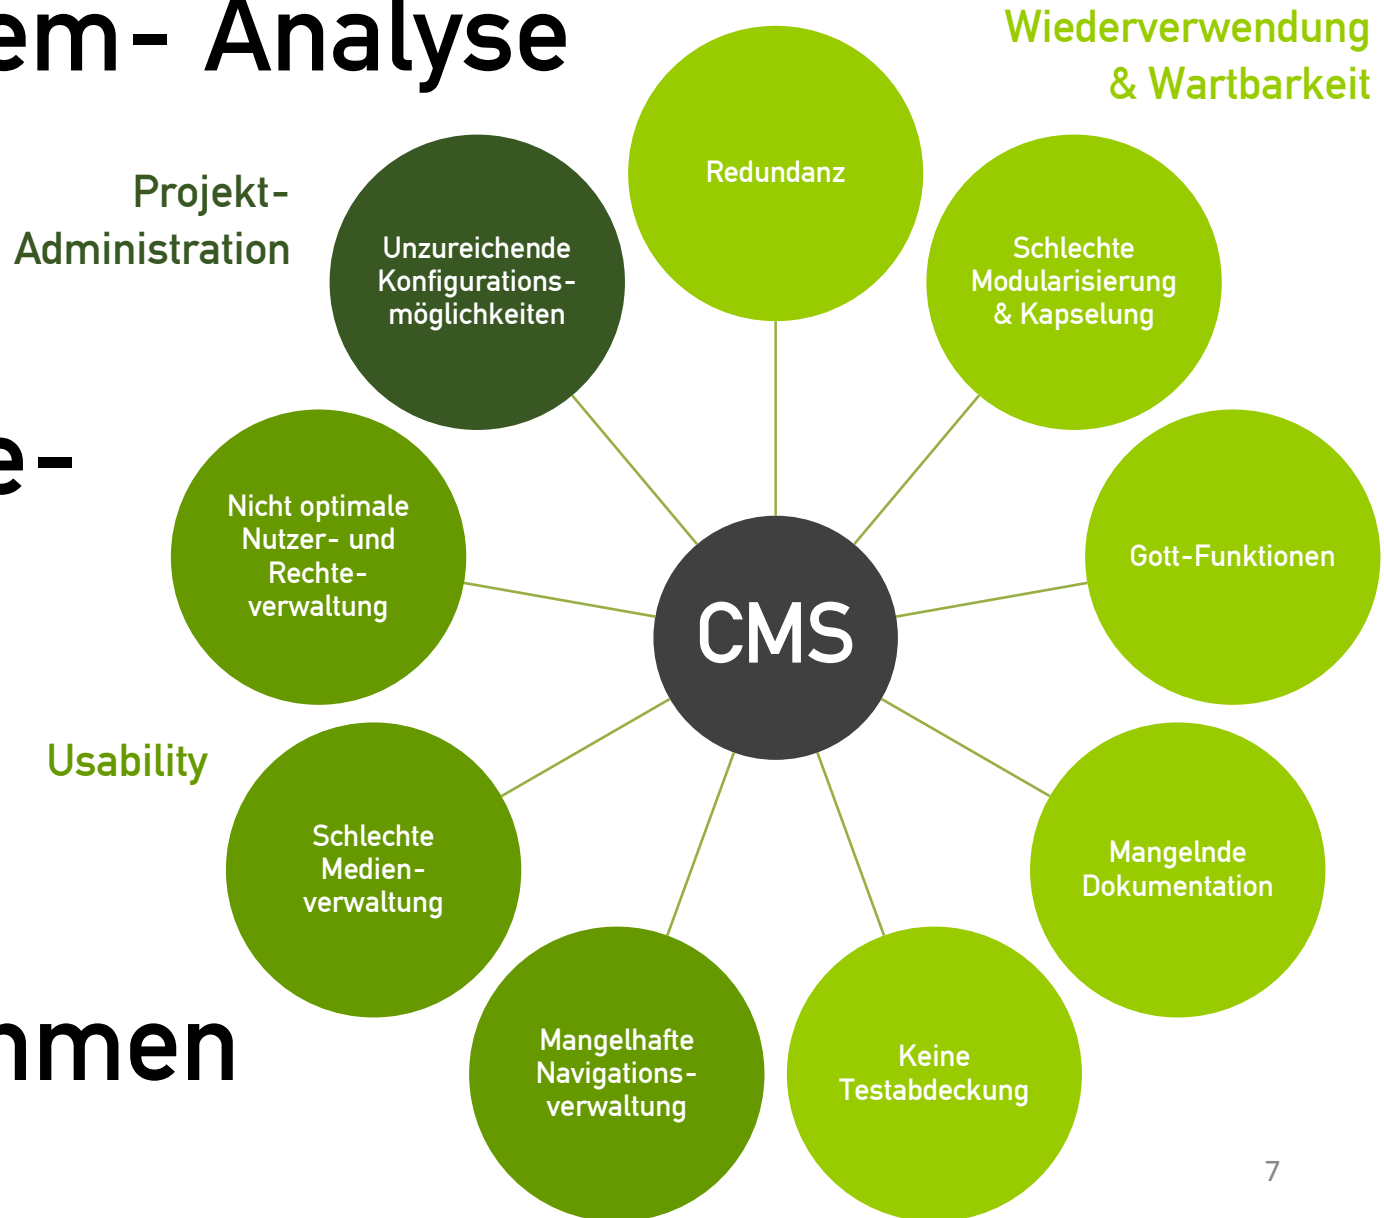 em- Analyse
Wiederverwendung
& Wartbarkeit
Projekt-
Administration
Redundanz
Unzureichende
Konfigurations-
möglichkeiten
Schlechte
Modularisierung
& Kapselung
e-
Nicht optimale
Nutzer- und
Rechte-
verwaltung
Gott-Funktionen
CMS
Usability
Schlechte
Medien-
verwaltung
Mangelnde
Dokumentation
hmen
Mangelhafte
Navigations-
verwaltung
Keine
Testabdeckung
7